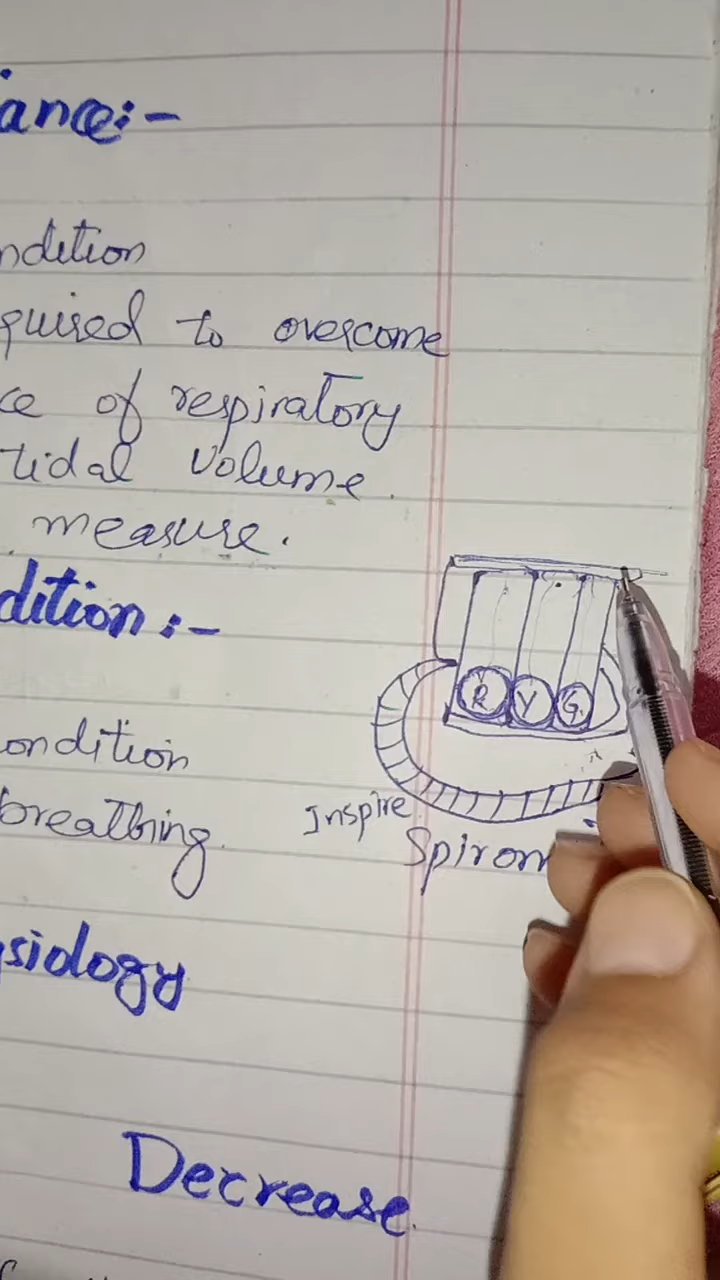 ance:-
ndition
quired to overcome
ce of respiratory
tidal volume.
measure.
dition:-
R Y G
ondition
breathing.
Inspire
Spirom
siology
Decrease.